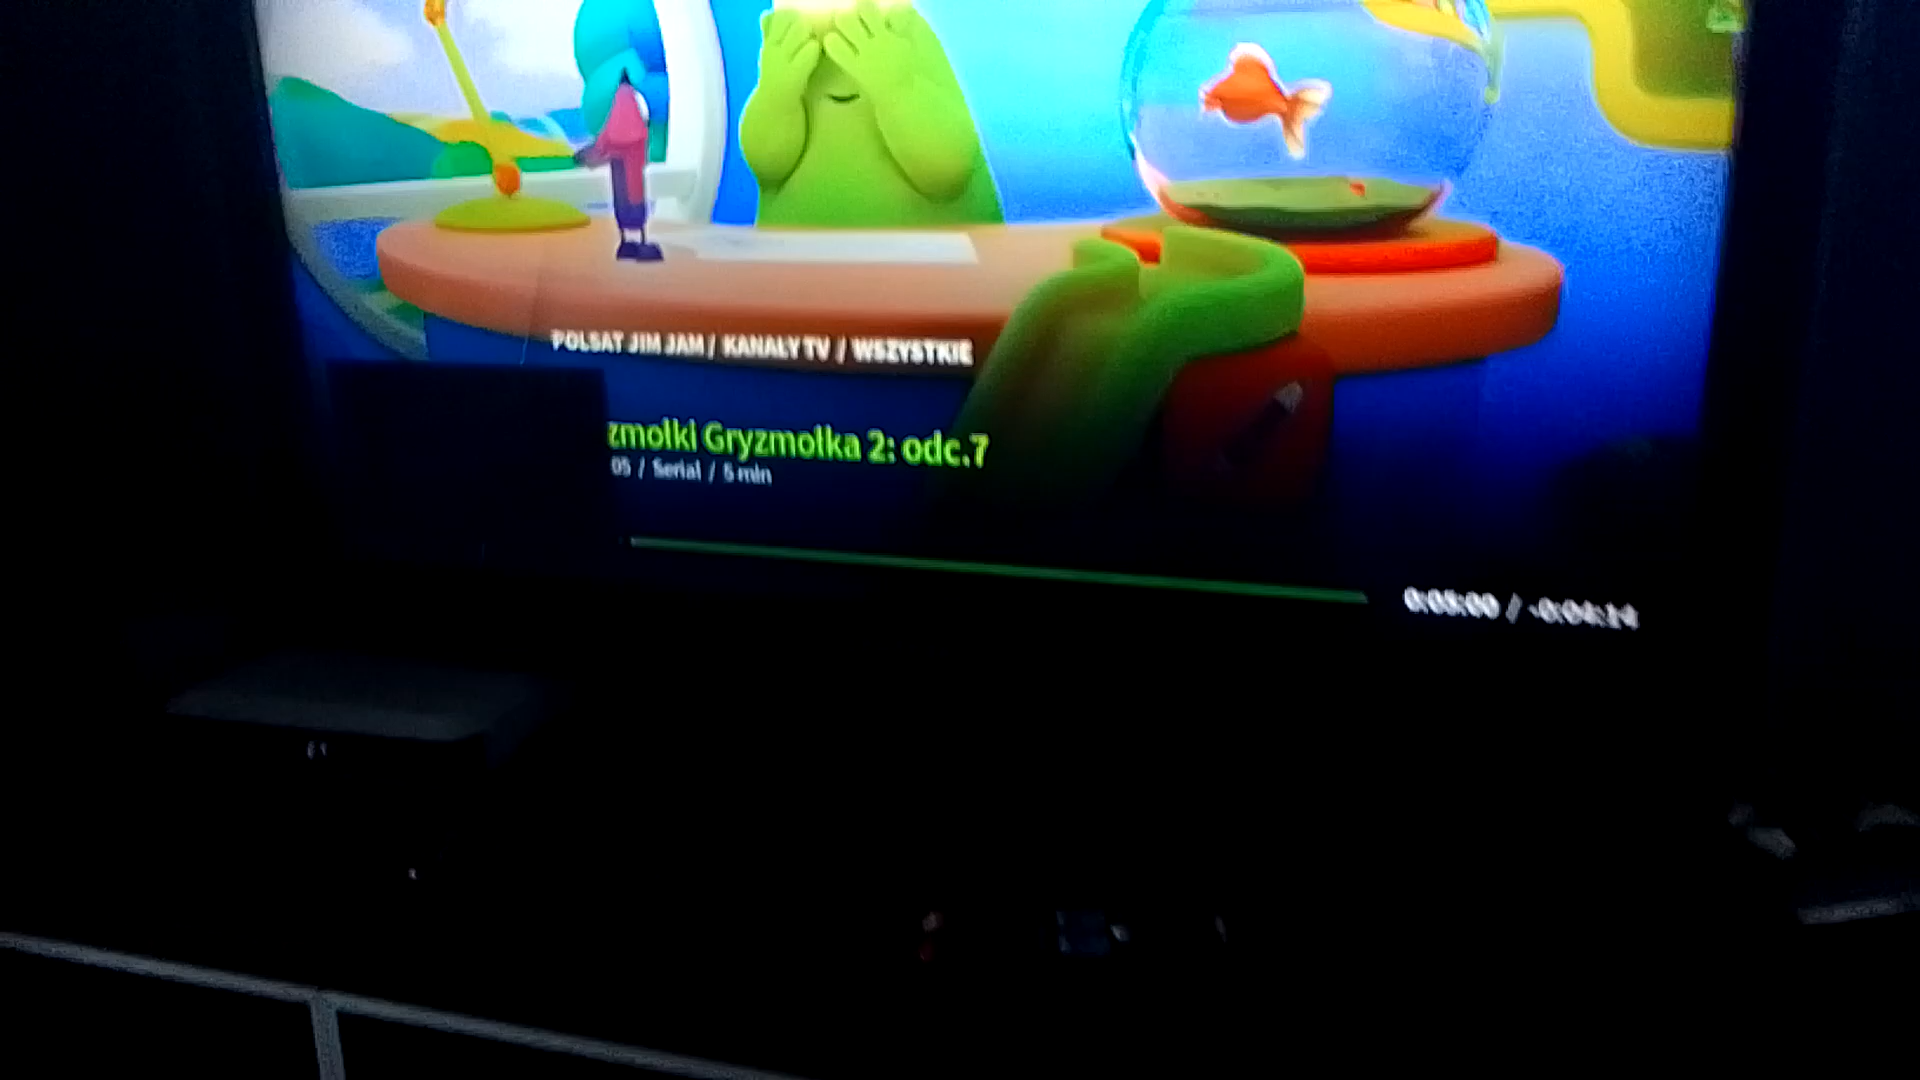 POLSAT JIM JAM / KANAŁY TV / WSZYSTKIE
zmołki Gryzmołka 2: odc.7
05 / Serial / 5 min
0:05:00 / -0:04:14